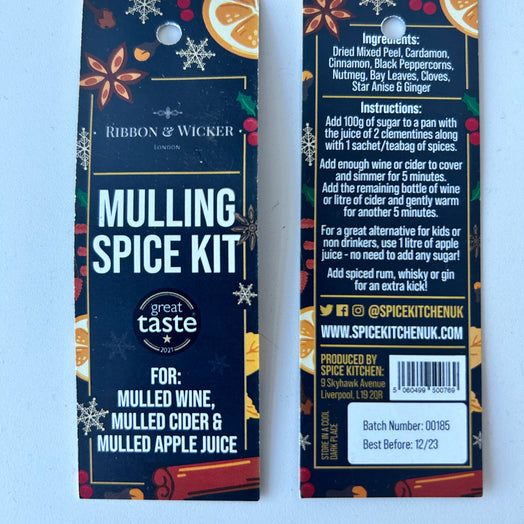 RIBBON & WICKER
LONDON
MULLING
SPICE KIT
great
taste
2021
FOR:
MULLED WINE,
MULLED CIDER &
MULLED APPLE JUICE
Ingredients:
Dried Mixed Peel, Cardamon,
Cinnamon, Black Peppercorns,
Nutmeg, Bay Leaves, Cloves,
Star Anise & Ginger
Instructions:
Add 100g of sugar to a pan with
the juice of 2 clementines along
with 1 sachet/teabag of spices.
Add enough wine or cider to cover
and simmer for 5 minutes.
Add the remaining bottle of wine
or litre of cider and gently warm
for another 5 minutes.
For a great alternative for kids or
non drinkers, use 1 litre of apple
juice - no need to add any sugar!
Add spiced rum, whisky or gin
for an extra kick!
@SPICEKITCHENUK
WWW.SPICEKITCHENUK.COM
PRODUCED BY
SPICE KITCHEN:
9 Skyhawk Avenue
Liverpool, L19 2QR
5 060499 500769
STORE IN A COOL
DARK PLACE
Batch Number: 00185
Best Before: 12/23